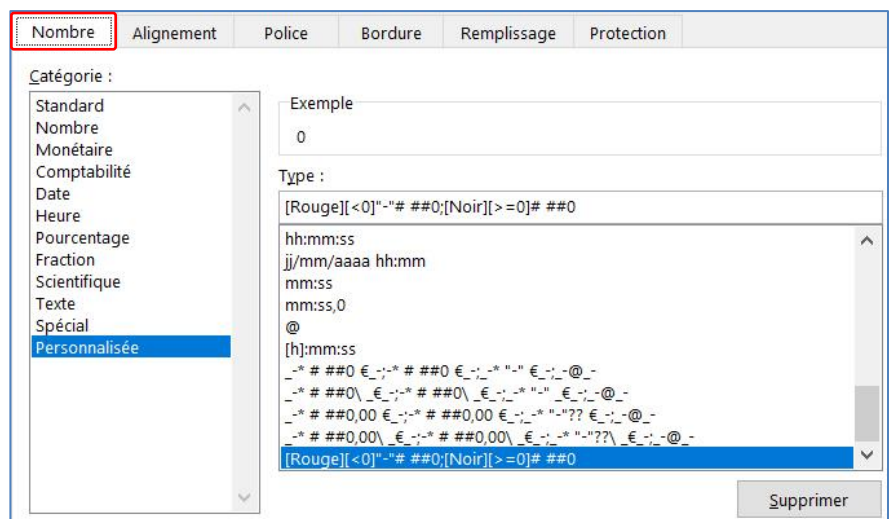 Nombre Alignement Police Bordure Remplissage Protection
Catégorie :
Standard
Nombre
Monétaire
Comptabilité
Date
Heure
Pourcentage
Fraction
Scientifique
Texte
Spécial
Personnalisée
Exemple
0
Type :
[Rouge][<0]"-"# ##0;[Noir][>=0]# ##0
hh:mm:ss
jj/mm/aaaa hh:mm
mm:ss
mm:ss,0
@
[h]:mm:ss
_-* # ##0 €_-;-* # ##0 €_-;_-* "-" €_-;_-@_-
_-* # ##0\ _€_-;-* # ##0\ _€_-;_-* "-"\ _€_-;_-@_-
_-* # ##0,00 €_-;-* # ##0,00 €_-;_-* "-"?? €_-;_-@_-
_-* # ##0,00\ _€_-;-* # ##0,00\ _€_-;_-* "-"??\ _€_-;_-@_-
[Rouge][<0]"-"# ##0;[Noir][>=0]# ##0
Supprimer